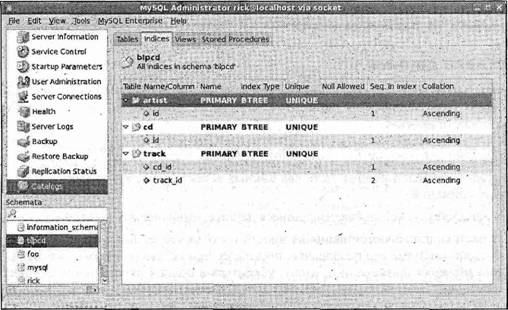 MySQL Administrator rick@localhost via socket
File Edit View Tools MySQL Enterprise Help
Server Information
Service Control
Startup Parameters
User Administration
Server Connections
Health
Server Logs
Backup
Restore Backup
Replication Status
Catalogs
Schemata
information_schema
blpcd
foo
mysql
rick
Tables Indices Views Stored Procedures
blpcd
All indices in schema 'blpcd'
Table Name/Column Name Index Type Unique Null Allowed Seq. in Index Collation
artist PRIMARY BTREE UNIQUE
id 1 Ascending
cd PRIMARY BTREE UNIQUE
id 1 Ascending
track PRIMARY BTREE UNIQUE
cd_id 1 Ascending
track_id 2 Ascending